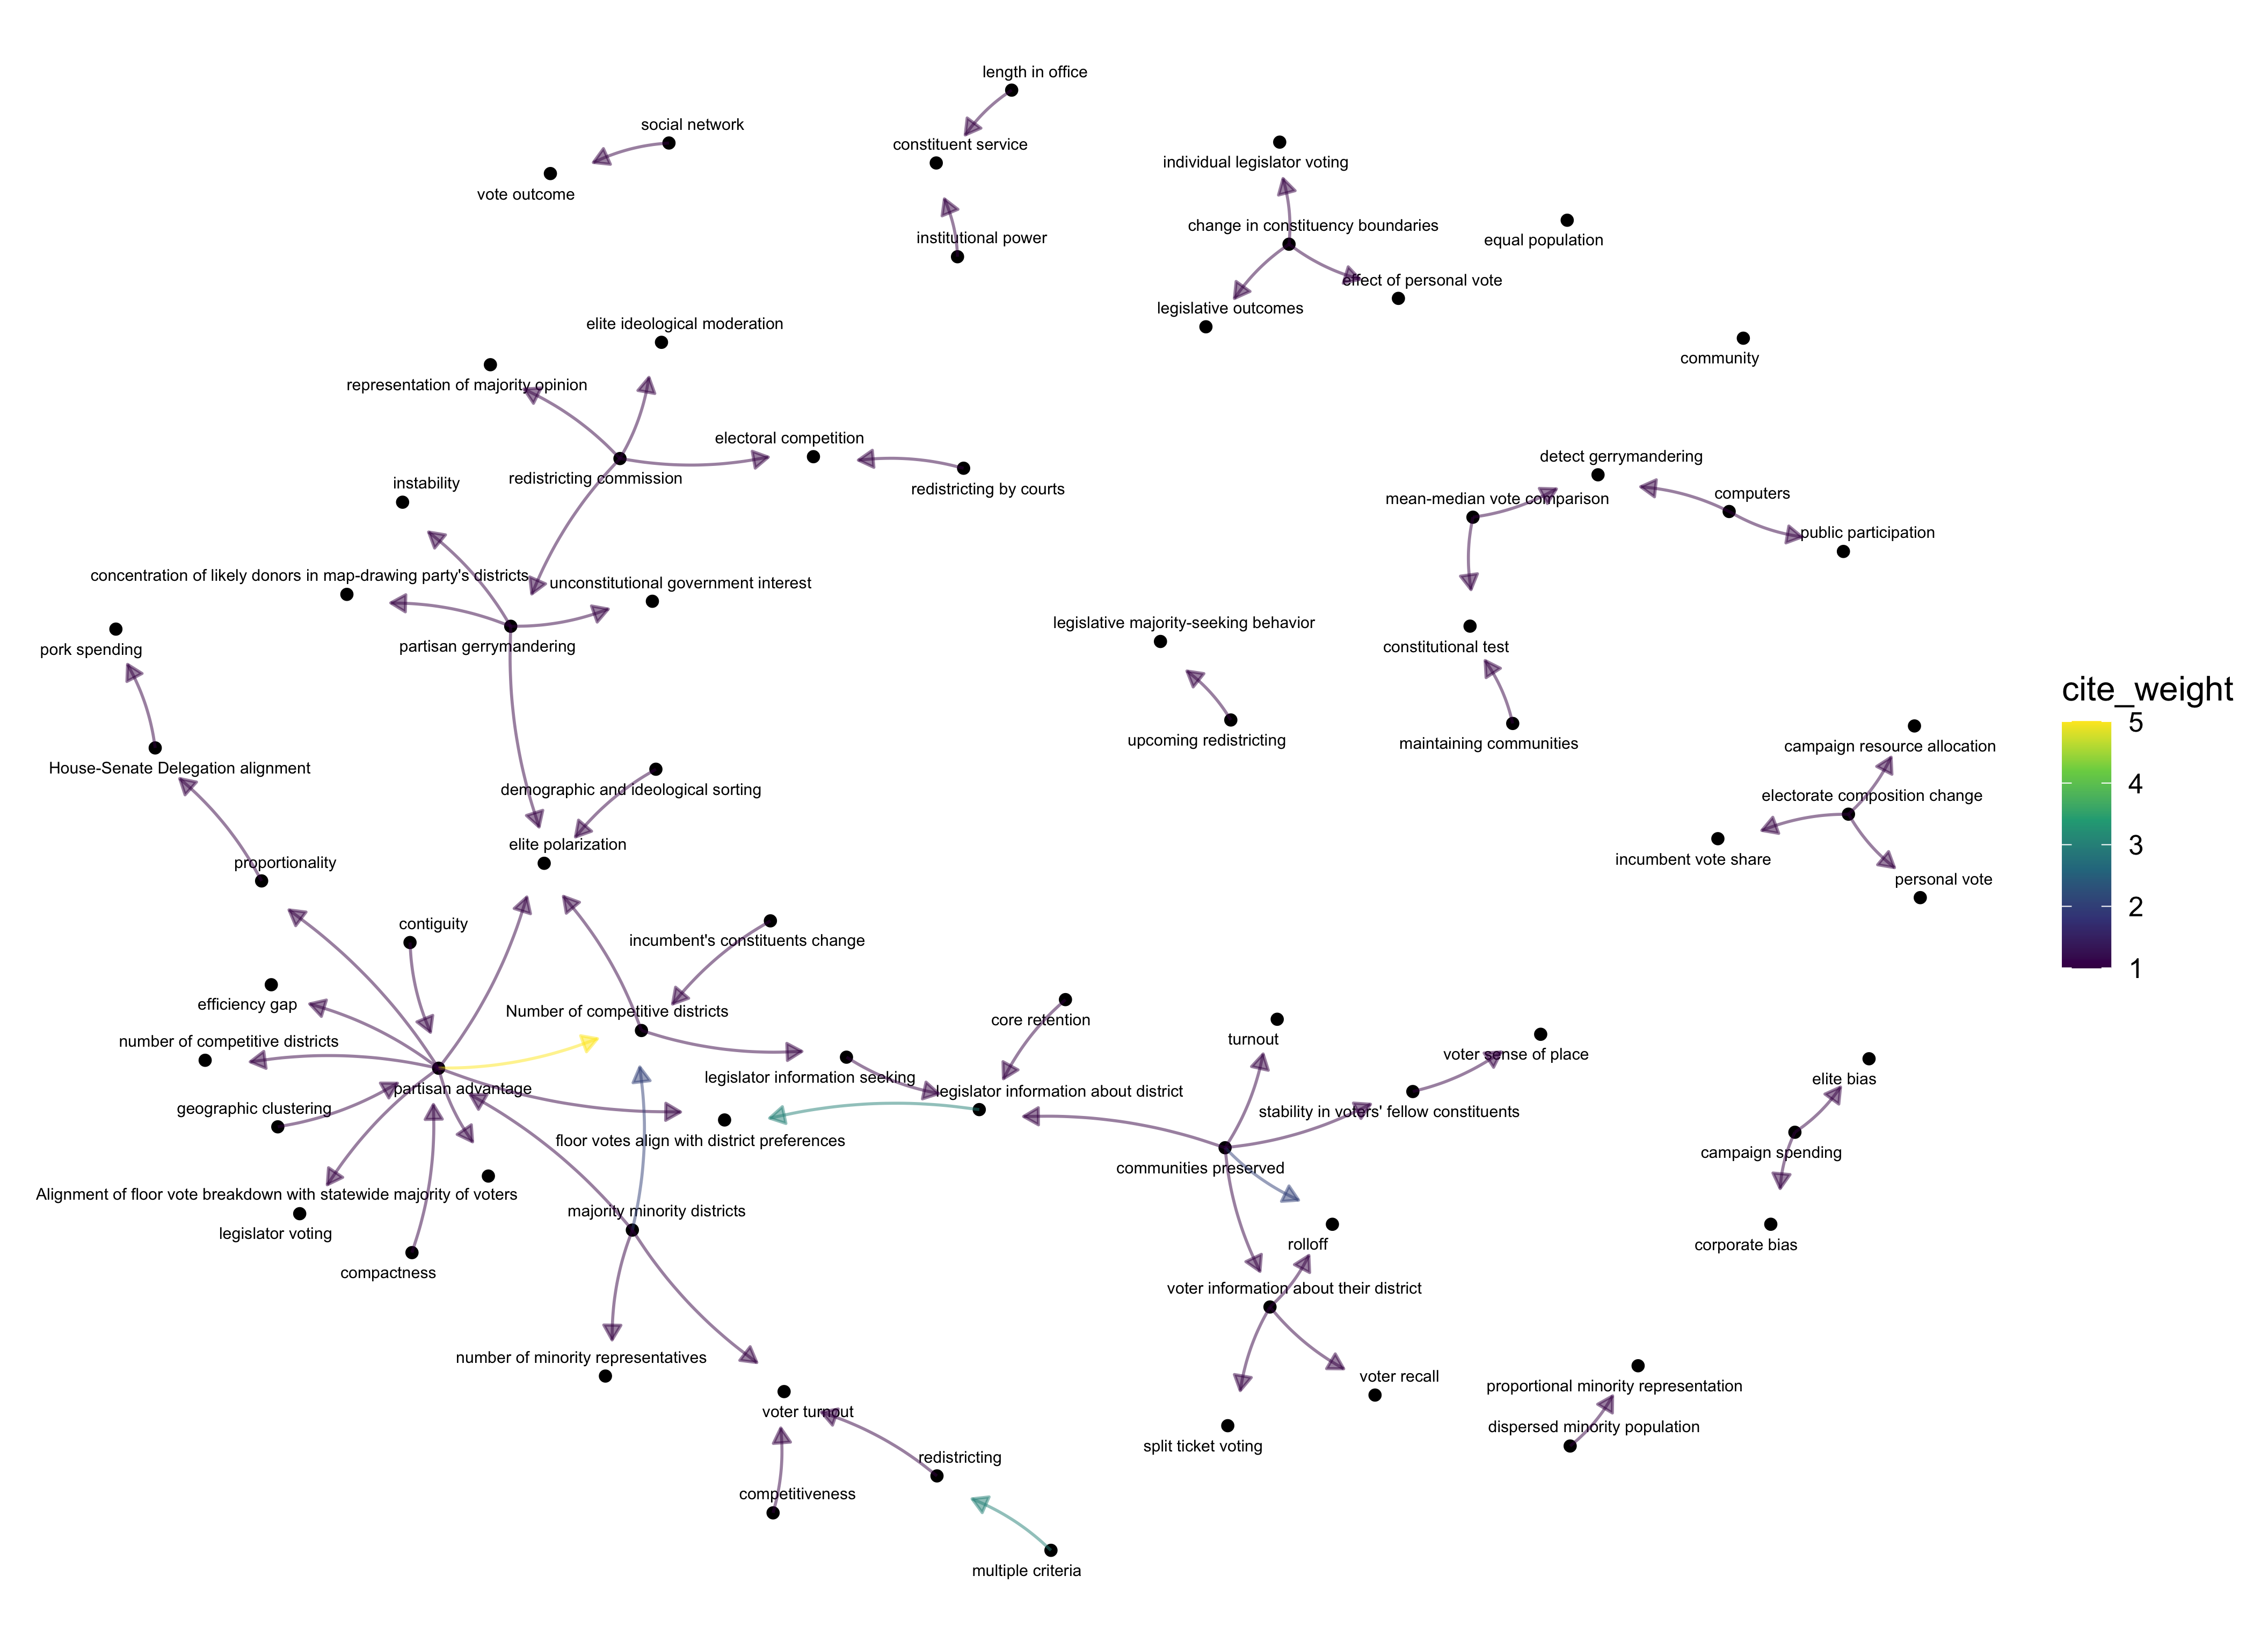 length in office
social network
constituent service
individual legislator voting
vote outcome
change in constituency boundaries
institutional power
equal population
effect of personal vote
legislative outcomes
elite ideological moderation
community
representation of majority opinion
electoral competition
detect gerrymandering
redistricting commission
instability
redistricting by courts
computers
mean-median vote comparison
public participation
concentration of likely donors in map-drawing party's districts
unconstitutional government interest
legislative majority-seeking behavior
partisan gerrymandering
constitutional test
pork spending
cite_weight
5
4
3
2
1
upcoming redistricting
maintaining communities
campaign resource allocation
House-Senate Delegation alignment
demographic and ideological sorting
electorate composition change
elite polarization
incumbent vote share
proportionality
personal vote
contiguity
incumbent's constituents change
efficiency gap
Number of competitive districts
core retention
turnout
number of competitive districts
voter sense of place
legislator information seeking
elite bias
partisan advantage
legislator information about district
geographic clustering
stability in voters' fellow constituents
floor votes align with district preferences
campaign spending
communities preserved
Alignment of floor vote breakdown with statewide majority of voters
majority minority districts
legislator voting
rolloff
corporate bias
compactness
voter information about their district
number of minority representatives
voter recall
proportional minority representation
voter turnout
dispersed minority population
split ticket voting
redistricting
competitiveness
multiple criteria